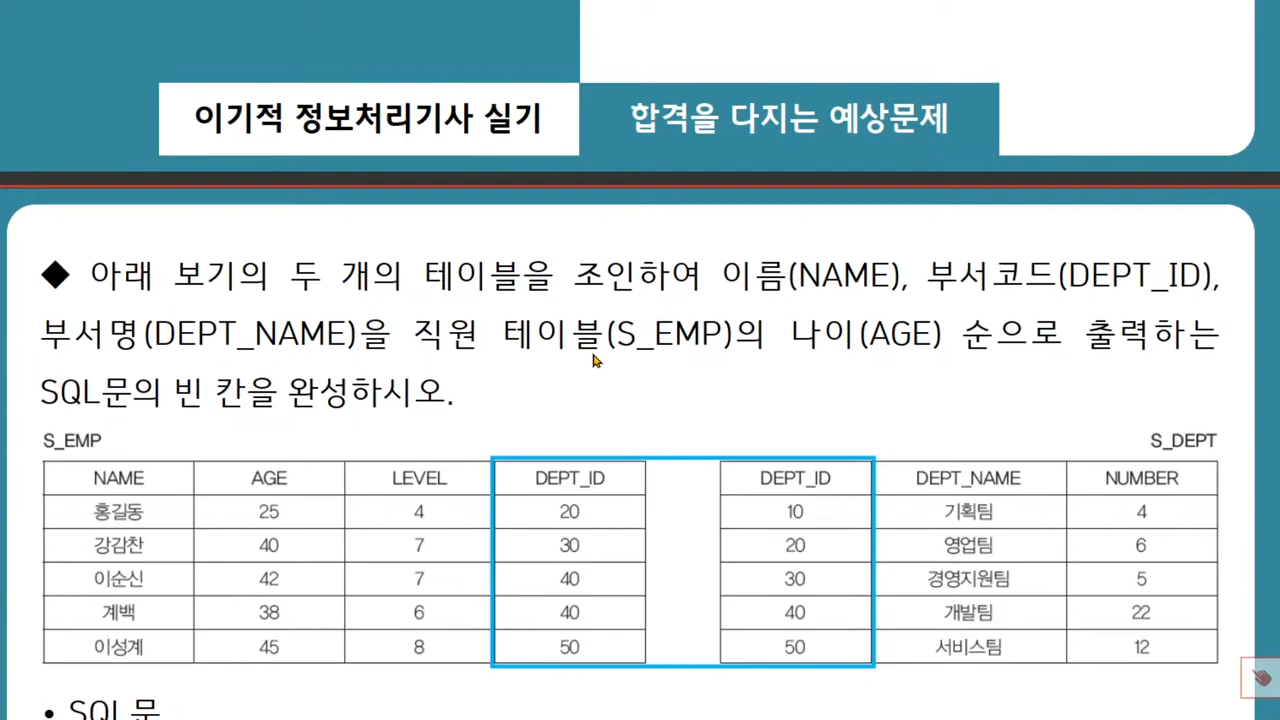 이기적 정보처리기사 실기 합격을 다지는 예상문제
◆ 아래 보기의 두 개의 테이블을 조인하여 이름(NAME), 부서코드(DEPT_ID),
부서명(DEPT_NAME)을 직원 테이블(S_EMP)의 나이(AGE) 순으로 출력하는
SQL문의 빈 칸을 완성하시오.
S_EMP S_DEPT
NAME AGE LEVEL DEPT_ID DEPT_ID DEPT_NAME NUMBER
홍길동 25 4 20 10 기획팀 4
강감찬 40 7 30 20 영업팀 6
이순신 42 7 40 30 경영지원팀 5
계백 38 6 40 40 개발팀 22
이성계 45 8 50 50 서비스팀 12
• SQL 문